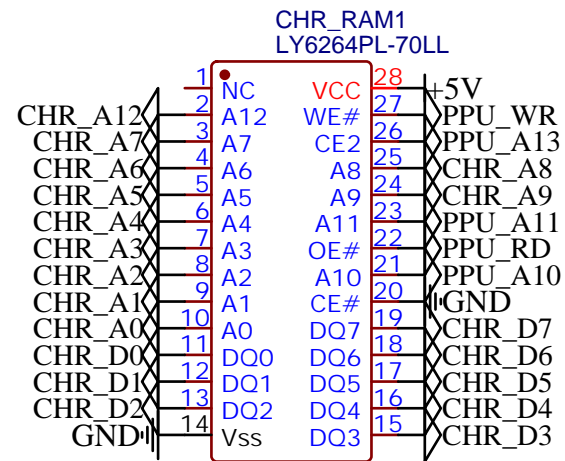 CHR_RAM1
LY6264PL-70LL
1 NC VCC 28 +5V
CHR_A12 2 A12 WE# 27 PPU_WR
CHR_A7 3 A7 CE2 26 PPU_A13
CHR_A6 4 A6 A8 25 CHR_A8
CHR_A5 5 A5 A9 24 CHR_A9
CHR_A4 6 A4 A11 23 PPU_A11
CHR_A3 7 A3 OE# 22 PPU_RD
CHR_A2 8 A2 A10 21 PPU_A10
CHR_A1 9 A1 CE# 20 GND
CHR_A0 10 A0 DQ7 19 CHR_D7
CHR_D0 11 DQ0 DQ6 18 CHR_D6
CHR_D1 12 DQ1 DQ5 17 CHR_D5
CHR_D2 13 DQ2 DQ4 16 CHR_D4
GND 14 Vss DQ3 15 CHR_D3